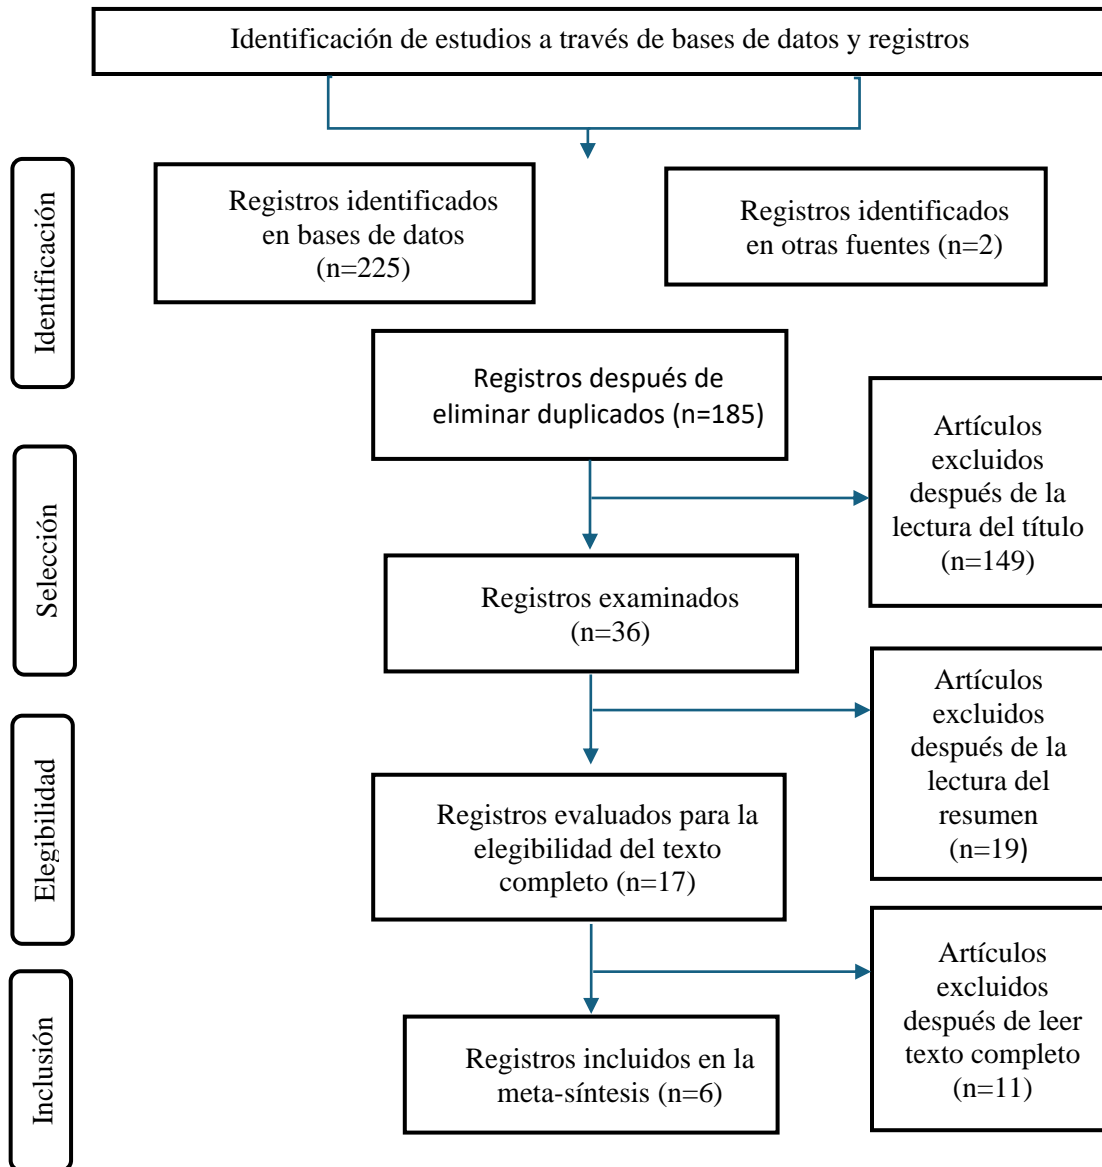 Identificación de estudios a través de bases de datos y registros
Identificación
Registros identificados
en bases de datos
(n=225)
Registros identificados
en otras fuentes (n=2)
Registros después de
eliminar duplicados (n=185)
Artículos
excluidos
después de la
lectura del título
(n=149)
Selección
Registros examinados
(n=36)
Artículos
excluidos
después de la
lectura del
resumen
(n=19)
Elegibilidad
Registros evaluados para la
elegibilidad del texto
completo (n=17)
Artículos
excluidos
después de leer
texto completo
(n=11)
Inclusión
Registros incluidos en la
meta-síntesis (n=6)